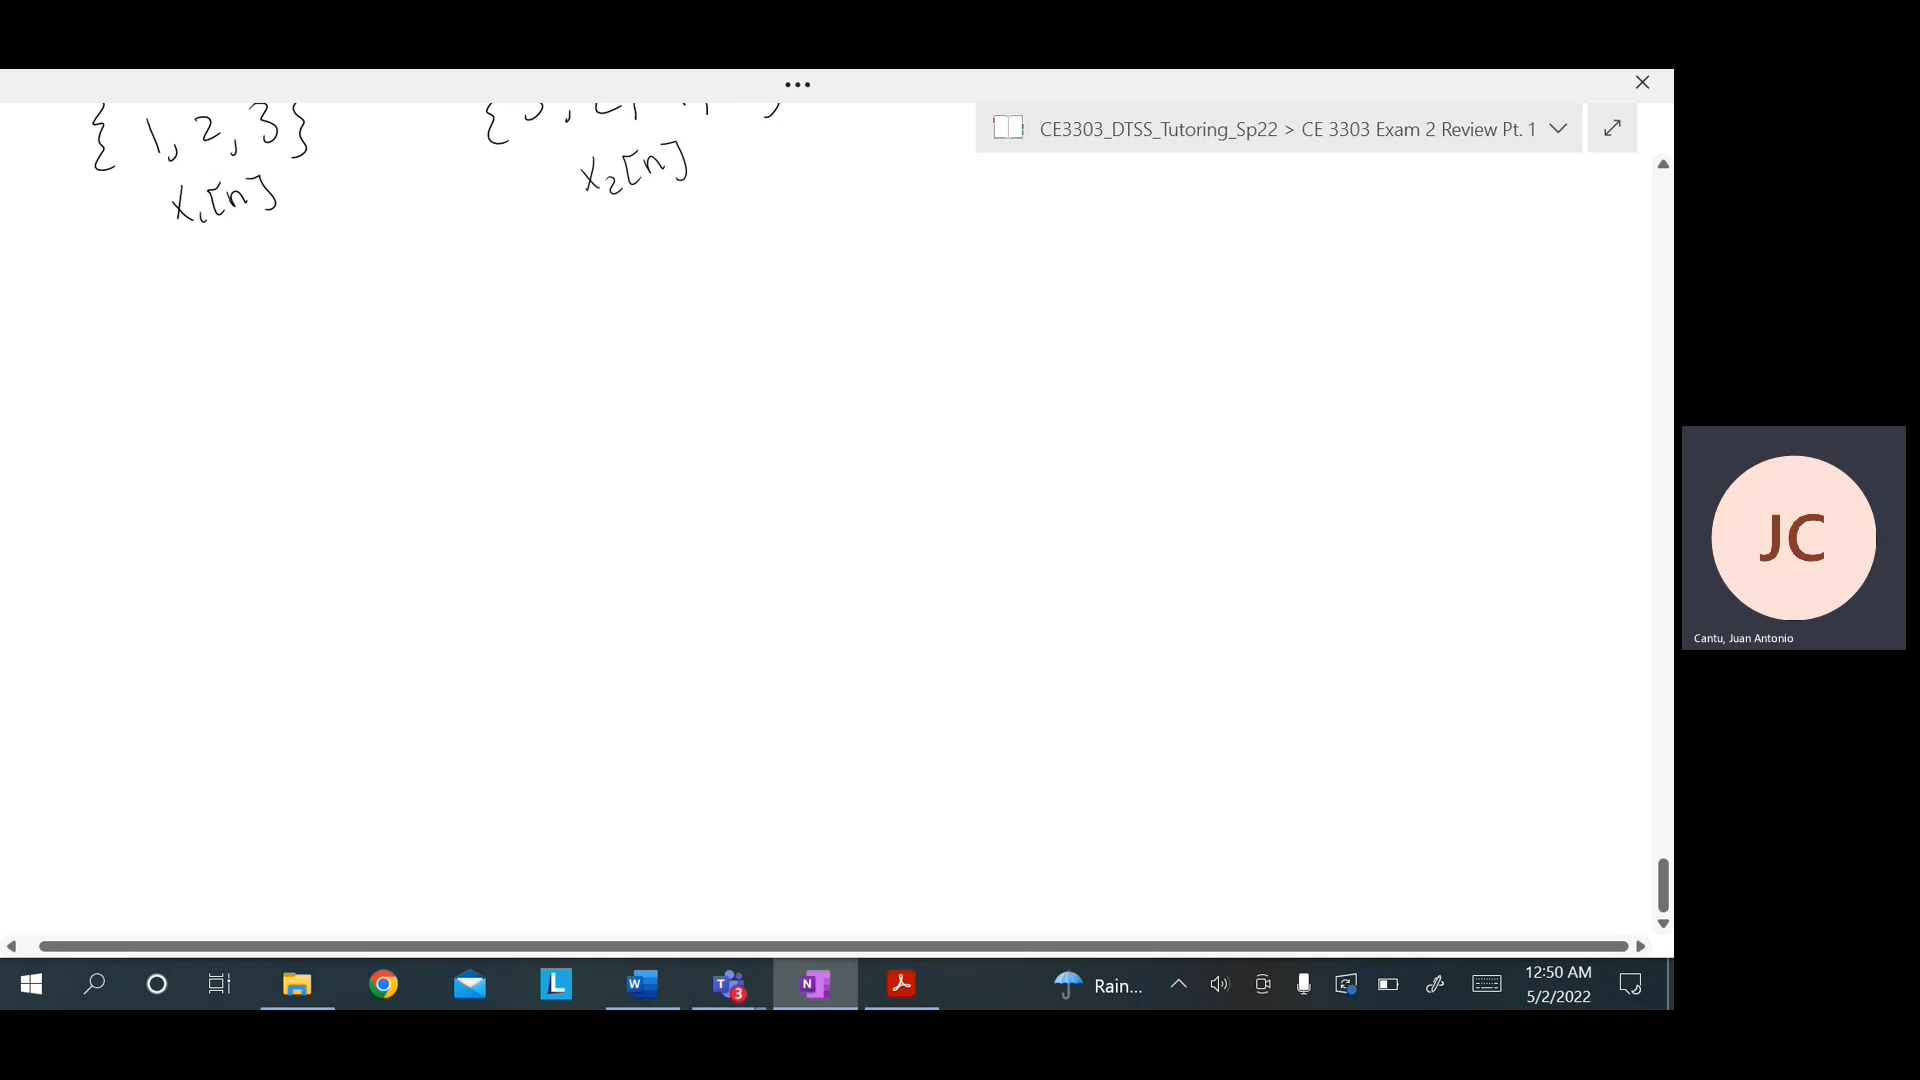 •••
CE3303_DTSS_Tutoring_Sp22 > CE 3303 Exam 2 Review Pt. 1
{ 1, 2, 3 }
x₁[n]
x₂[n]
JC
Cantu, Juan Antonio
L
W
T
3
N
Rain...
12:50 AM
5/2/2022